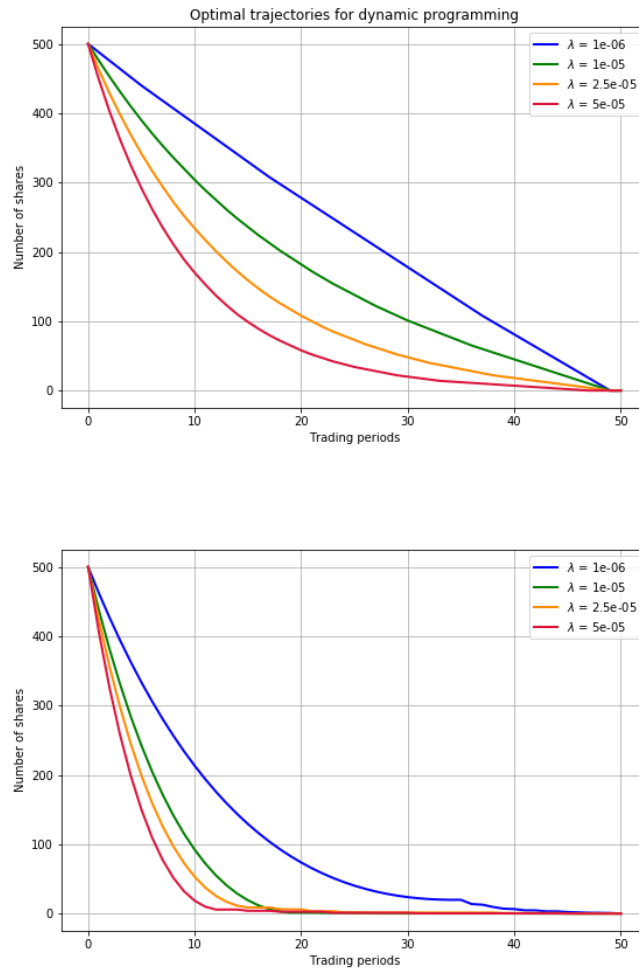 Optimal trajectories for dynamic programming
Number of shares
500
400
300
200
100
0
λ = 1e-06
λ = 1e-05
λ = 2.5e-05
λ = 5e-05
0 10 20 30 40 50
Trading periods
Number of shares
500
400
300
200
100
0
λ = 1e-06
λ = 1e-05
λ = 2.5e-05
λ = 5e-05
0 10 20 30 40 50
Trading periods